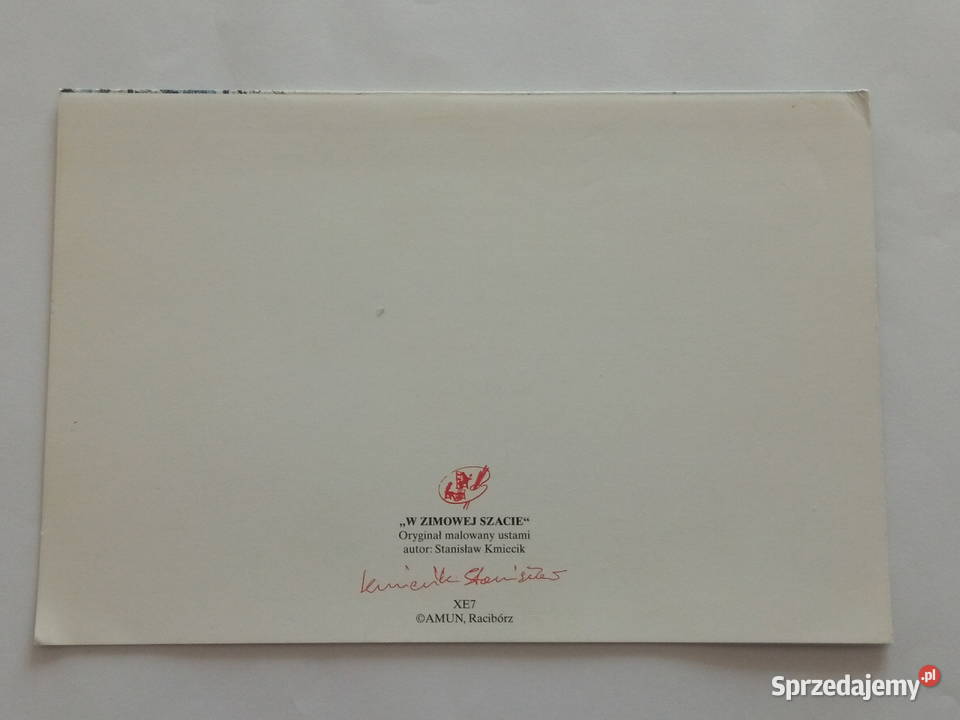 „W ZIMOWEJ SZACIE“
Oryginał malowany ustami
autor: Stanisław Kmiecik
Kmiecik Stanisław
XE7
©AMUN, Racibórz
Sprzedajemy.pl